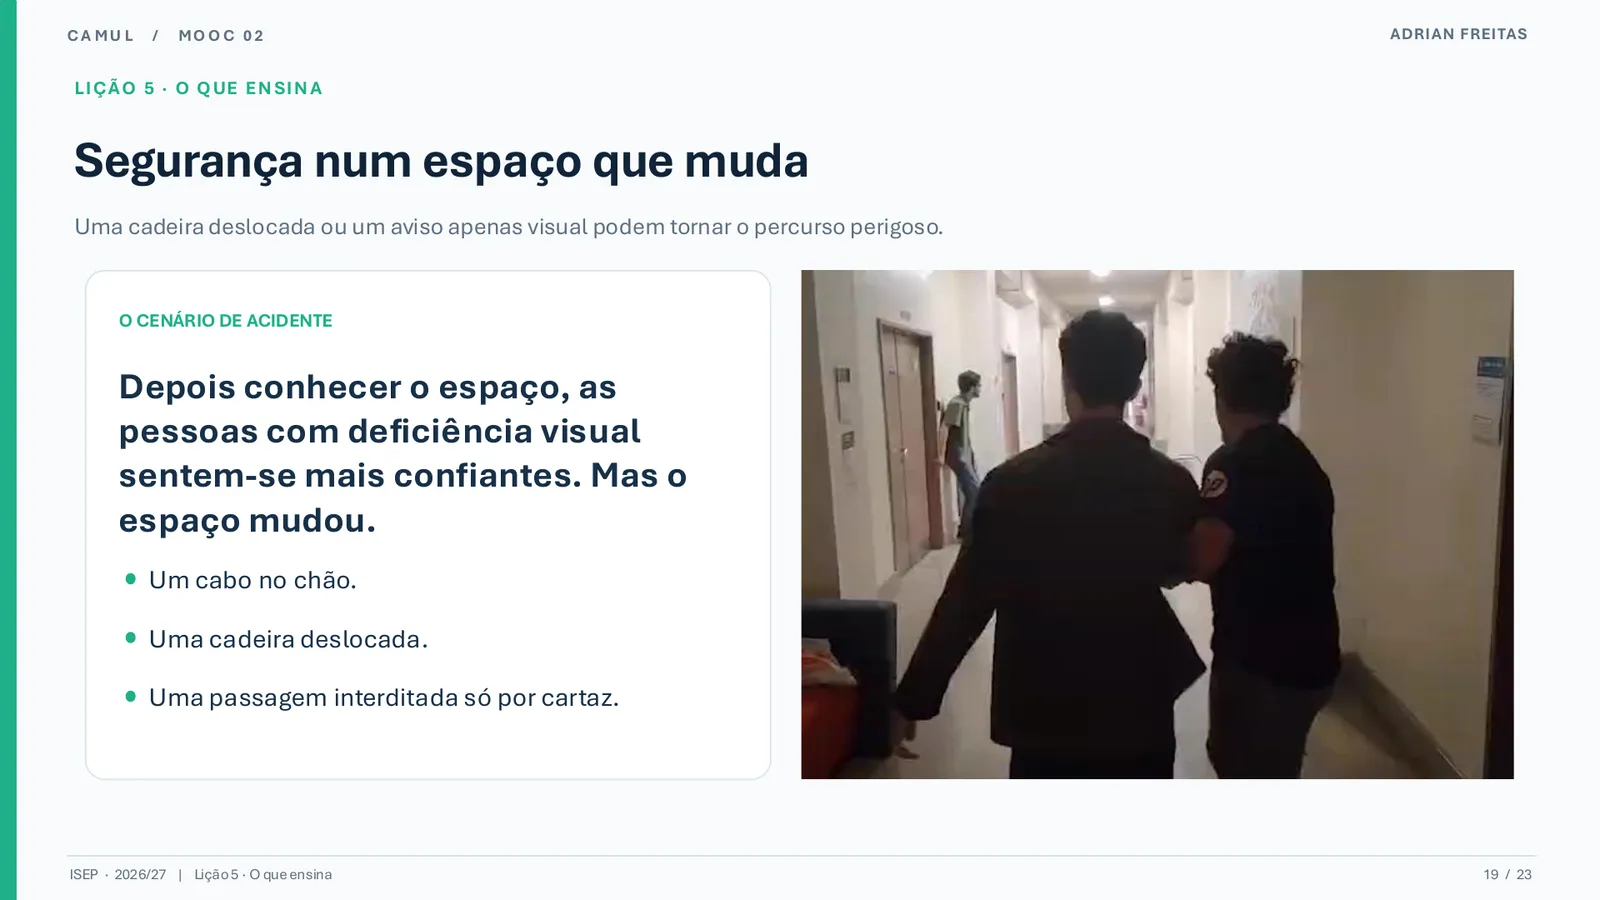 CAMUL / MOOC 02
ADRIAN FREITAS
LIÇÃO 5 · O QUE ENSINA
Segurança num espaço que muda
Uma cadeira deslocada ou um aviso apenas visual podem tornar o percurso perigoso.
O CENÁRIO DE ACIDENTE
Depois conhecer o espaço, as
pessoas com deficiência visual
sentem-se mais confiantes. Mas o
espaço mudou.
• Um cabo no chão.
• Uma cadeira deslocada.
• Uma passagem interditada só por cartaz.
ISEP · 2026/27 | Lição 5 · O que ensina
19 / 23